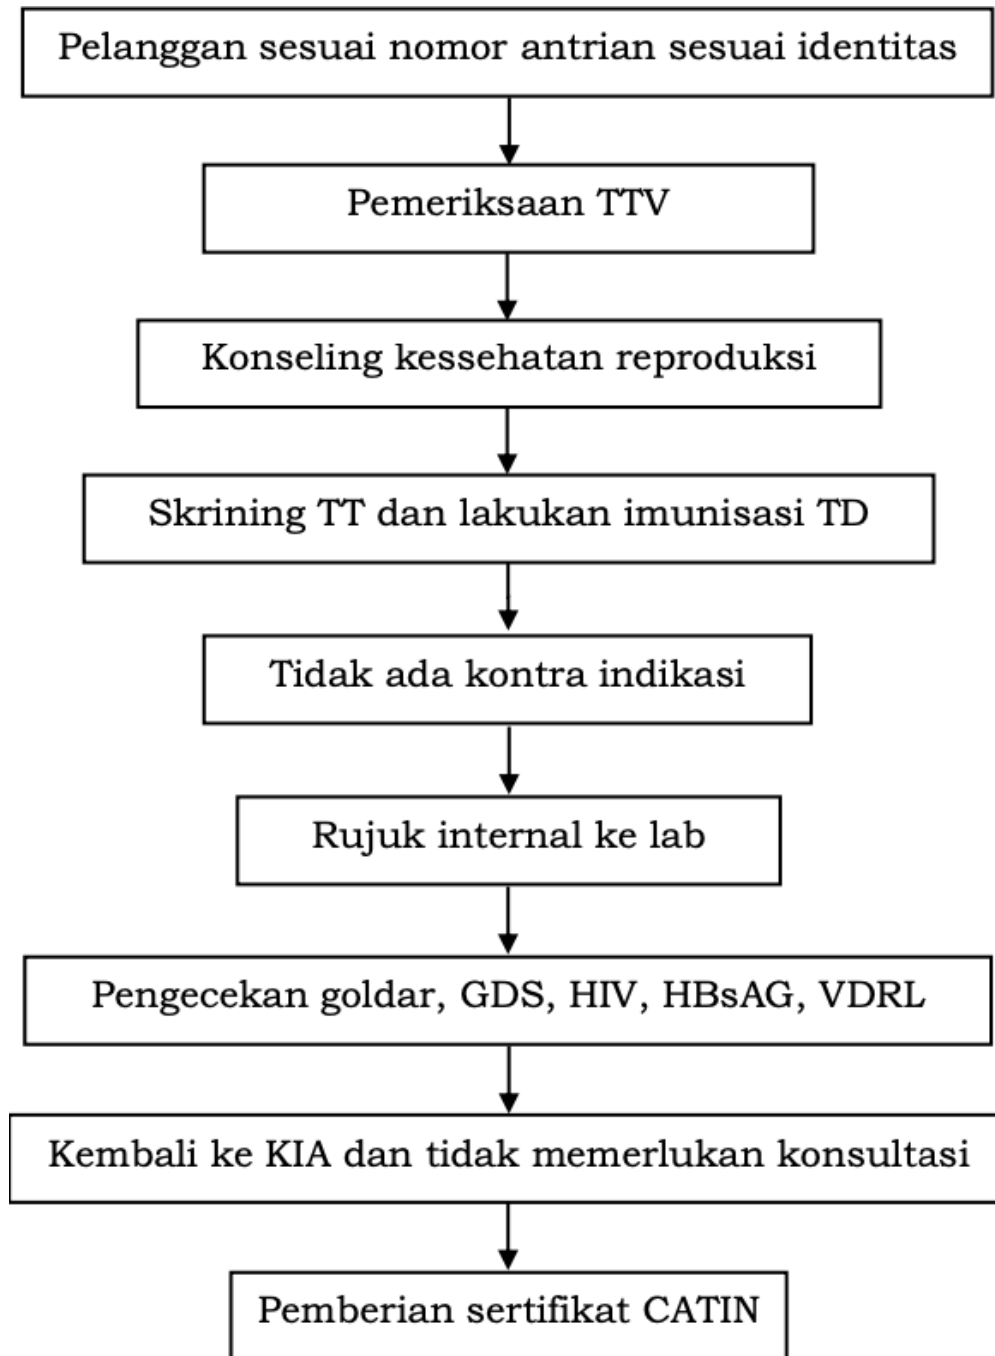 Pelanggan sesuai nomor antrian sesuai identitas
Pemeriksaan TTV
Konseling kessehatan reproduksi
Skrining TT dan lakukan imunisasi TD
Tidak ada kontra indikasi
Rujuk internal ke lab
Pengecekan goldar, GDS, HIV, HBsAG, VDRL
Kembali ke KIA dan tidak memerlukan konsultasi
Pemberian sertifikat CATIN